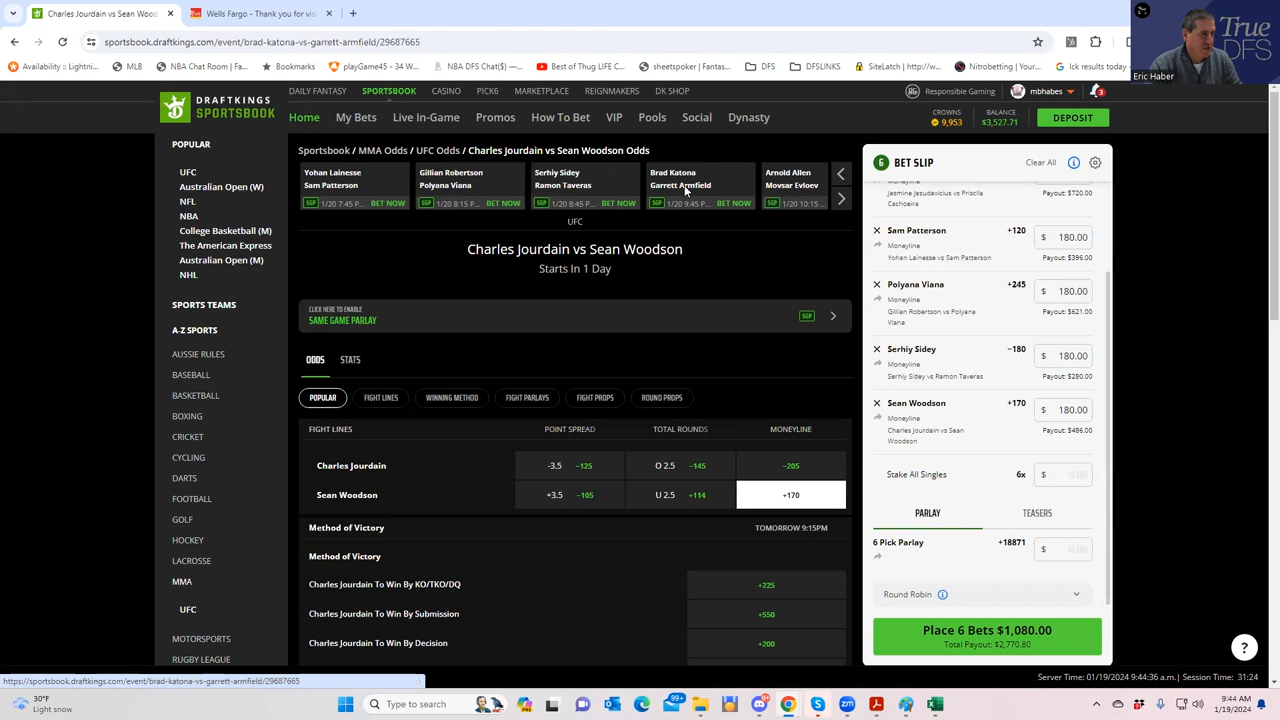 Charles Jourdain vs Sean Woods
Wells Fargo - Thank you for visi
sportsbook.draftkings.com/event/brad-katona-vs-garrett-armfield/29687665
Availability :: Lightni...
MLB
NBA Chat Room | Fa...
playGame45 - 34 W...
NBA DFS Chat($) —...
Best of Thug LIFE C...
sheetspoker | Fantas...
DFS
DFSLINKS
SiteLatch | http://w...
Nitrobetting | How...
lck results today -...
True
DFS
Eric Haber
DRAFTKINGS
SPORTSBOOK
DAILY FANTASY
SPORTSBOOK
CASINO
PICK6
MARKETPLACE
REIGNMAKERS
DK SHOP
RG
Responsible Gaming
mbhabes
3
Home
My Bets
Live In-Game
Promos
How To Bet
VIP
Pools
Social
Dynasty
CROWNS
9,953
BALANCE
$3,527.71
DEPOSIT
POPULAR
UFC
Australian Open (W)
NFL
NBA
College Basketball (M)
The American Express
Australian Open (M)
NHL
SPORTS TEAMS
A-Z SPORTS
AUSSIE RULES
BASEBALL
BASKETBALL
BOXING
CRICKET
CYCLING
DARTS
FOOTBALL
GOLF
HOCKEY
LACROSSE
MMA
UFC
MOTORSPORTS
RUGBY LEAGUE
Sportsbook / MMA Odds / UFC Odds / Charles Jourdain vs Sean Woodson Odds
Yohan Lainesse
Sam Patterson
SGP 1/20 7:4 BET NOW
Gillian Robertson
Polyana Viana
SGP 1/20 8:15 P... BET NOW
Serhiy Sidey
Ramon Taveras
SGP 1/20 8:45 P... BET NOW
Brad Katona
Garrett Armfield
SGP 1/20 9:45 P... BET NOW
Arnold Allen
Movsar Evloev
SGP 1/20 10:15 ...
UFC
Charles Jourdain vs Sean Woodson
Starts In 1 Day
CLICK HERE TO ENABLE
SAME GAME PARLAY
SGP
ODDS
STATS
POPULAR
FIGHT LINES
WINNING METHOD
FIGHT PARLAYS
FIGHT PROPS
ROUND PROPS
FIGHT LINES
POINT SPREAD
TOTAL ROUNDS
MONEYLINE
Charles Jourdain
-3.5 −125
O 2.5 −145
−205
Sean Woodson
+3.5 −105
U 2.5 +114
+170
Method of Victory
TOMORROW 9:15PM
Method of Victory
Charles Jourdain To Win By KO/TKO/DQ
+225
Charles Jourdain To Win By Submission
+550
Charles Jourdain To Win By Decision
+200
6 BET SLIP
Clear All
Moneyline
Jasmine Jasudavicius vs Priscila
Cachoeira
Payout: $720.00
Sam Patterson
+120
$ 180.00
Moneyline
Yohan Lainesse vs Sam Patterson
Payout: $396.00
Polyana Viana
+245
$ 180.00
Moneyline
Gillian Robertson vs Polyana
Viana
Payout: $621.00
Serhiy Sidey
−180
$ 180.00
Moneyline
Serhiy Sidey vs Ramon Taveras
Payout: $280.00
Sean Woodson
+170
$ 180.00
Moneyline
Charles Jourdain vs Sean
Woodson
Payout: $486.00
Stake All Singles
6x
$ 0.00
PARLAY
TEASERS
6 Pick Parlay
+18871
$ 0.00
Round Robin
Place 6 Bets $1,080.00
Total Payout: $2,770.80
?
https://sportsbook.draftkings.com/event/brad-katona-vs-garrett-armfield/29687665
Server Time: 01/19/2024 9:44:36 a.m.| Session Time: 31:24
30°F
Light snow
Type to search
99+
9:44 AM
1/19/2024